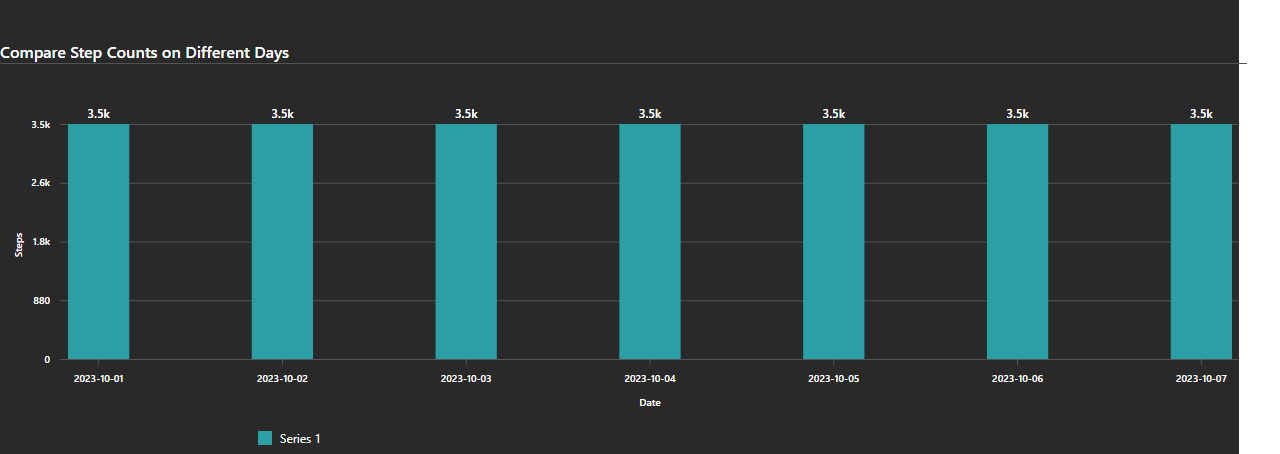 Compare Step Counts on Different Days
3.5k 3.5k 3.5k 3.5k 3.5k 3.5k 3.5k
3.5k
2.6k
1.8k
880
0
Steps
2023-10-01 2023-10-02 2023-10-03 2023-10-04 2023-10-05 2023-10-06 2023-10-07
Date
Series 1